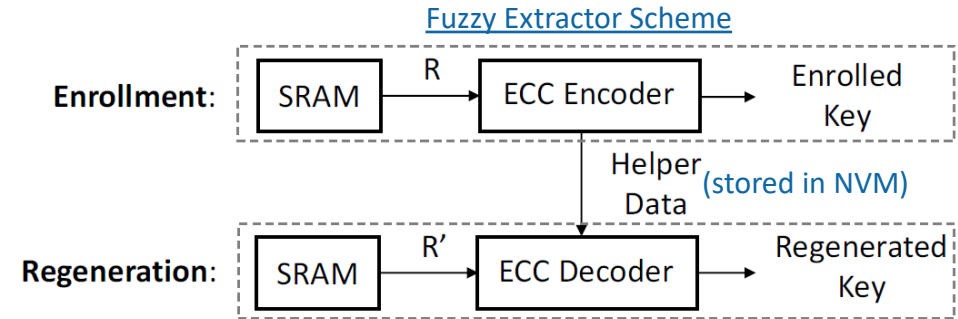 Fuzzy Extractor Scheme
Enrollment:
SRAM
R
ECC Encoder
Enrolled
Key
Helper
Data
(stored in NVM)
Regeneration:
SRAM
R'
ECC Decoder
Regenerated
Key